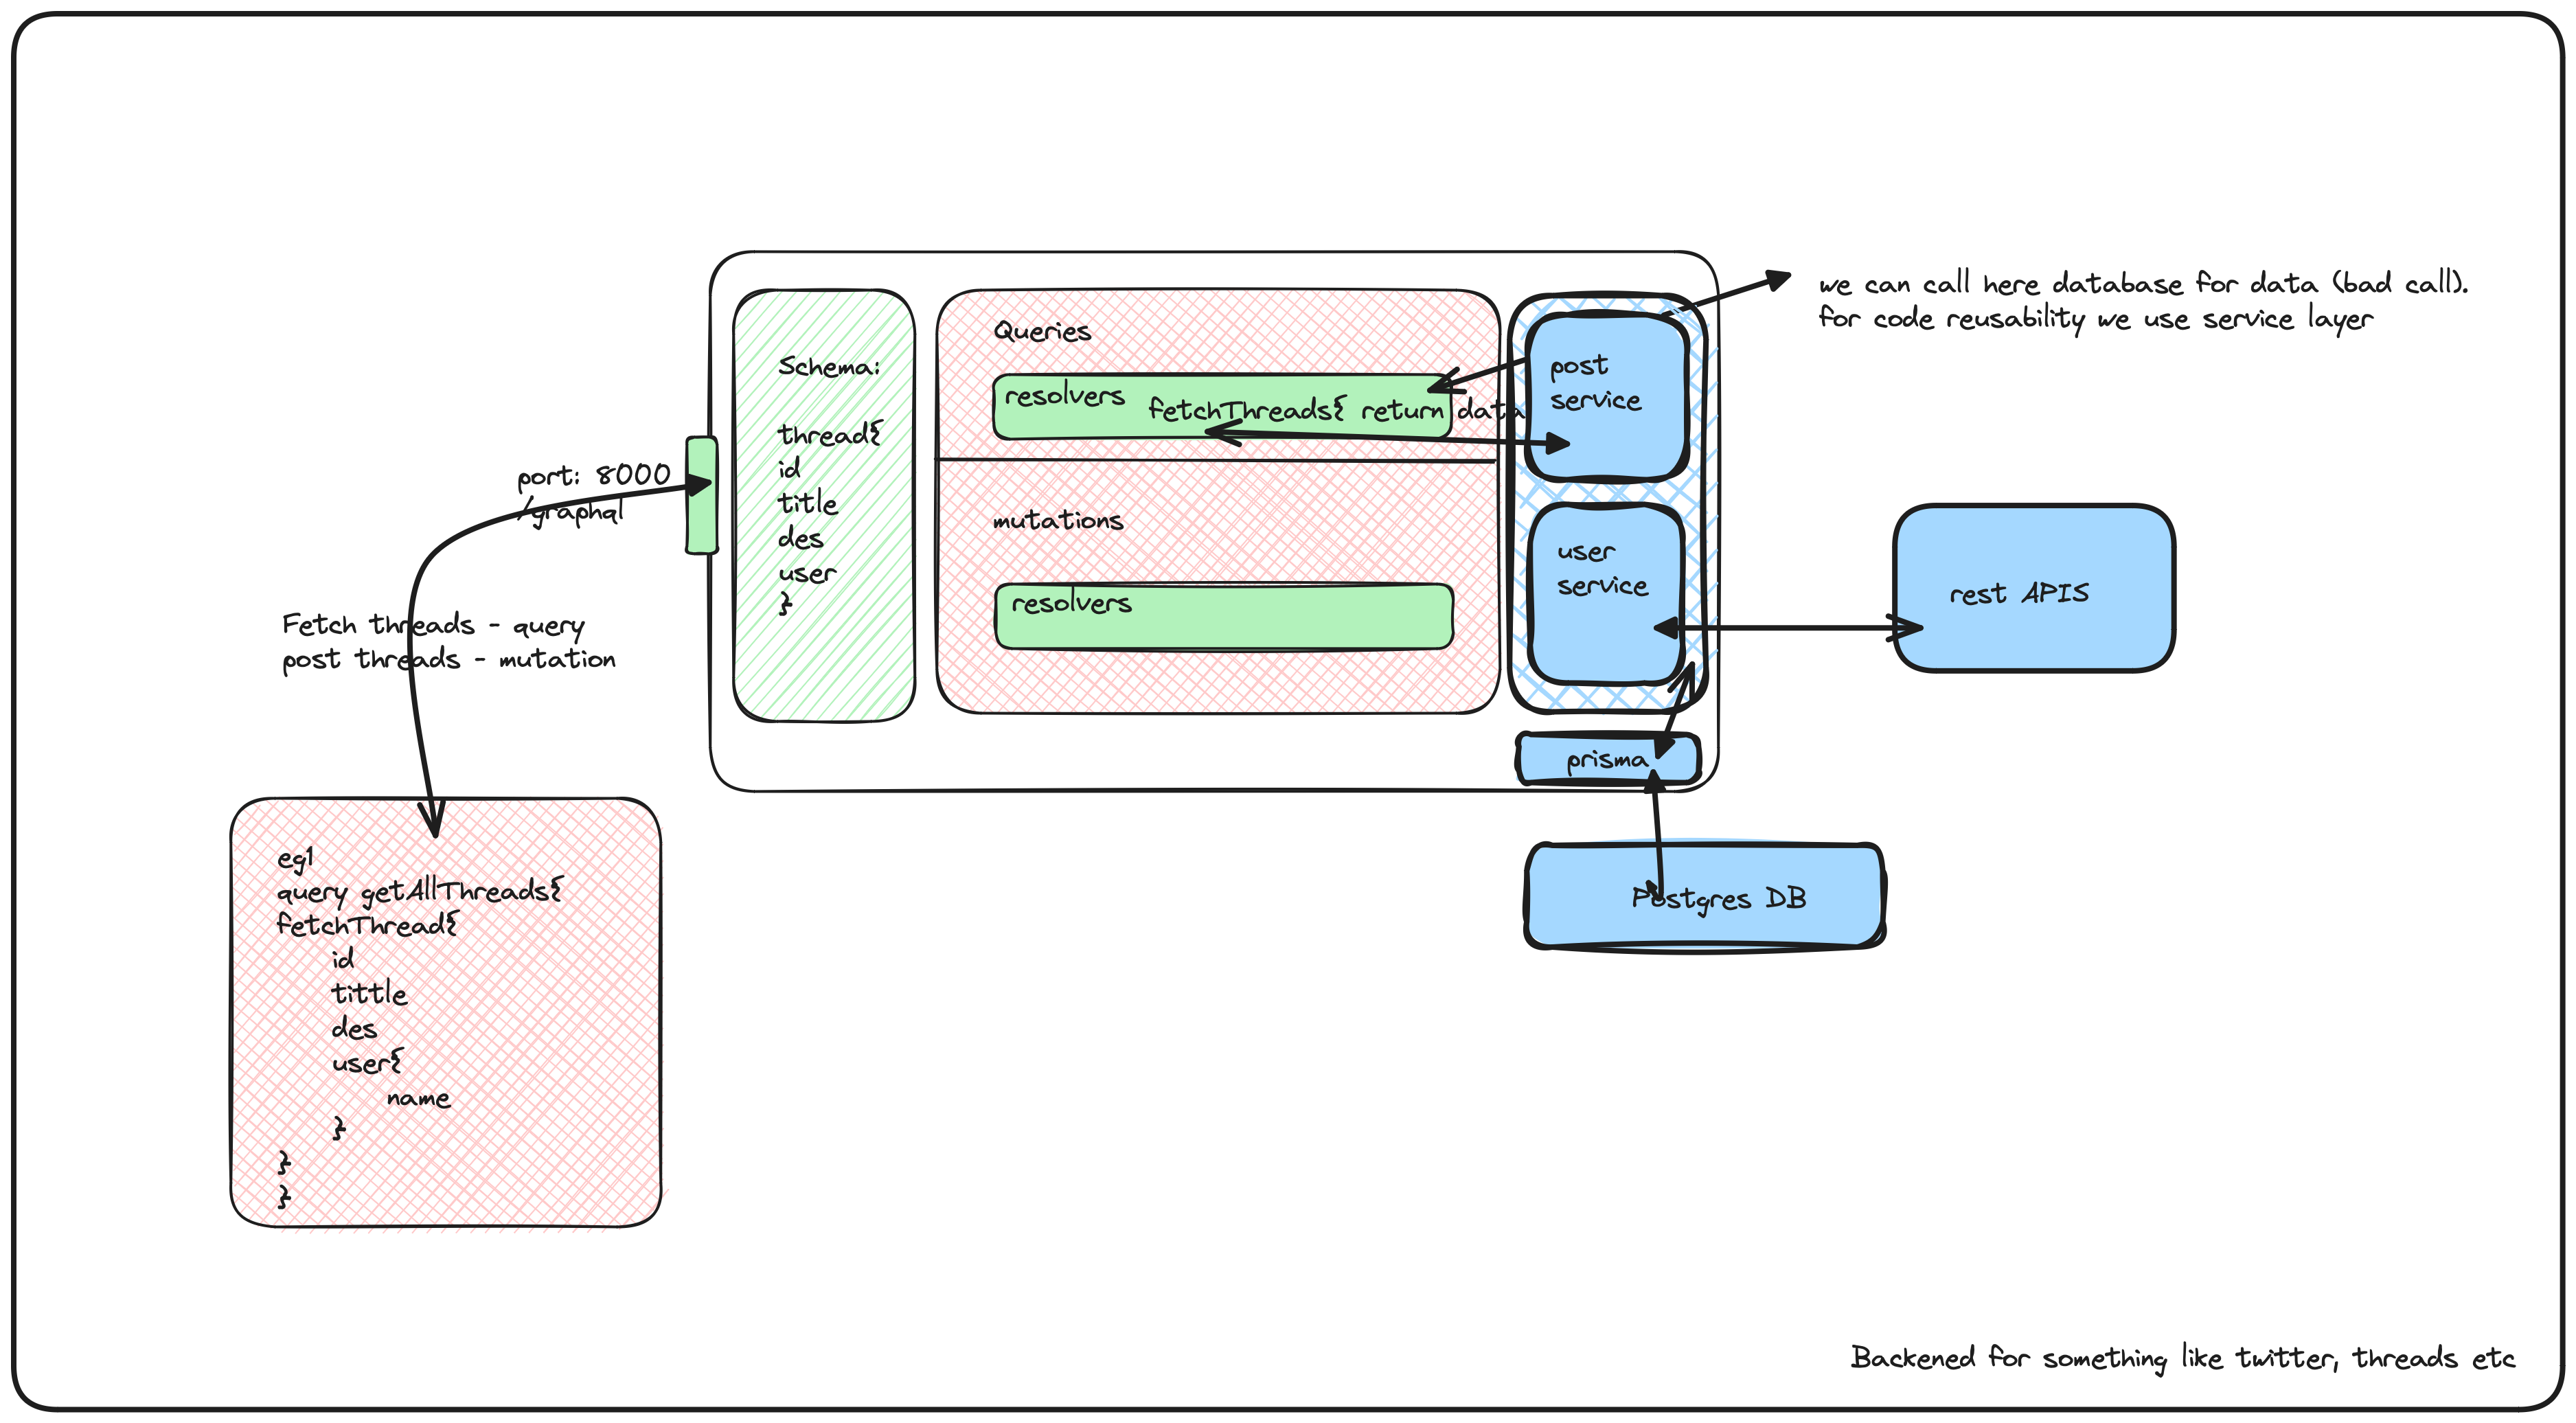 we can call here database for data (bad call).
for code reusability we use service layer
Schema:
thread{
id
title
des
user
}
Queries
resolvers
fetchThreads{ return data
mutations
resolvers
post
service
user
service
rest APIS
prisma
Postgres DB
port: 8000
/graphql
Fetch threads - query
post threads - mutation
eg1
query getAllThreads{
fetchThread{
id
tittle
des
user{
name
}
}
}
Backened for something like twitter, threads etc